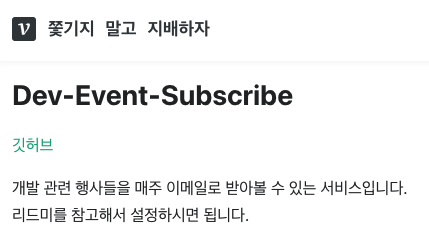 V 쫓기지 말고 지배하자
Dev-Event-Subscribe
깃허브
개발 관련 행사들을 매주 이메일로 받아볼 수 있는 서비스입니다.
리드미를 참고해서 설정하시면 됩니다.